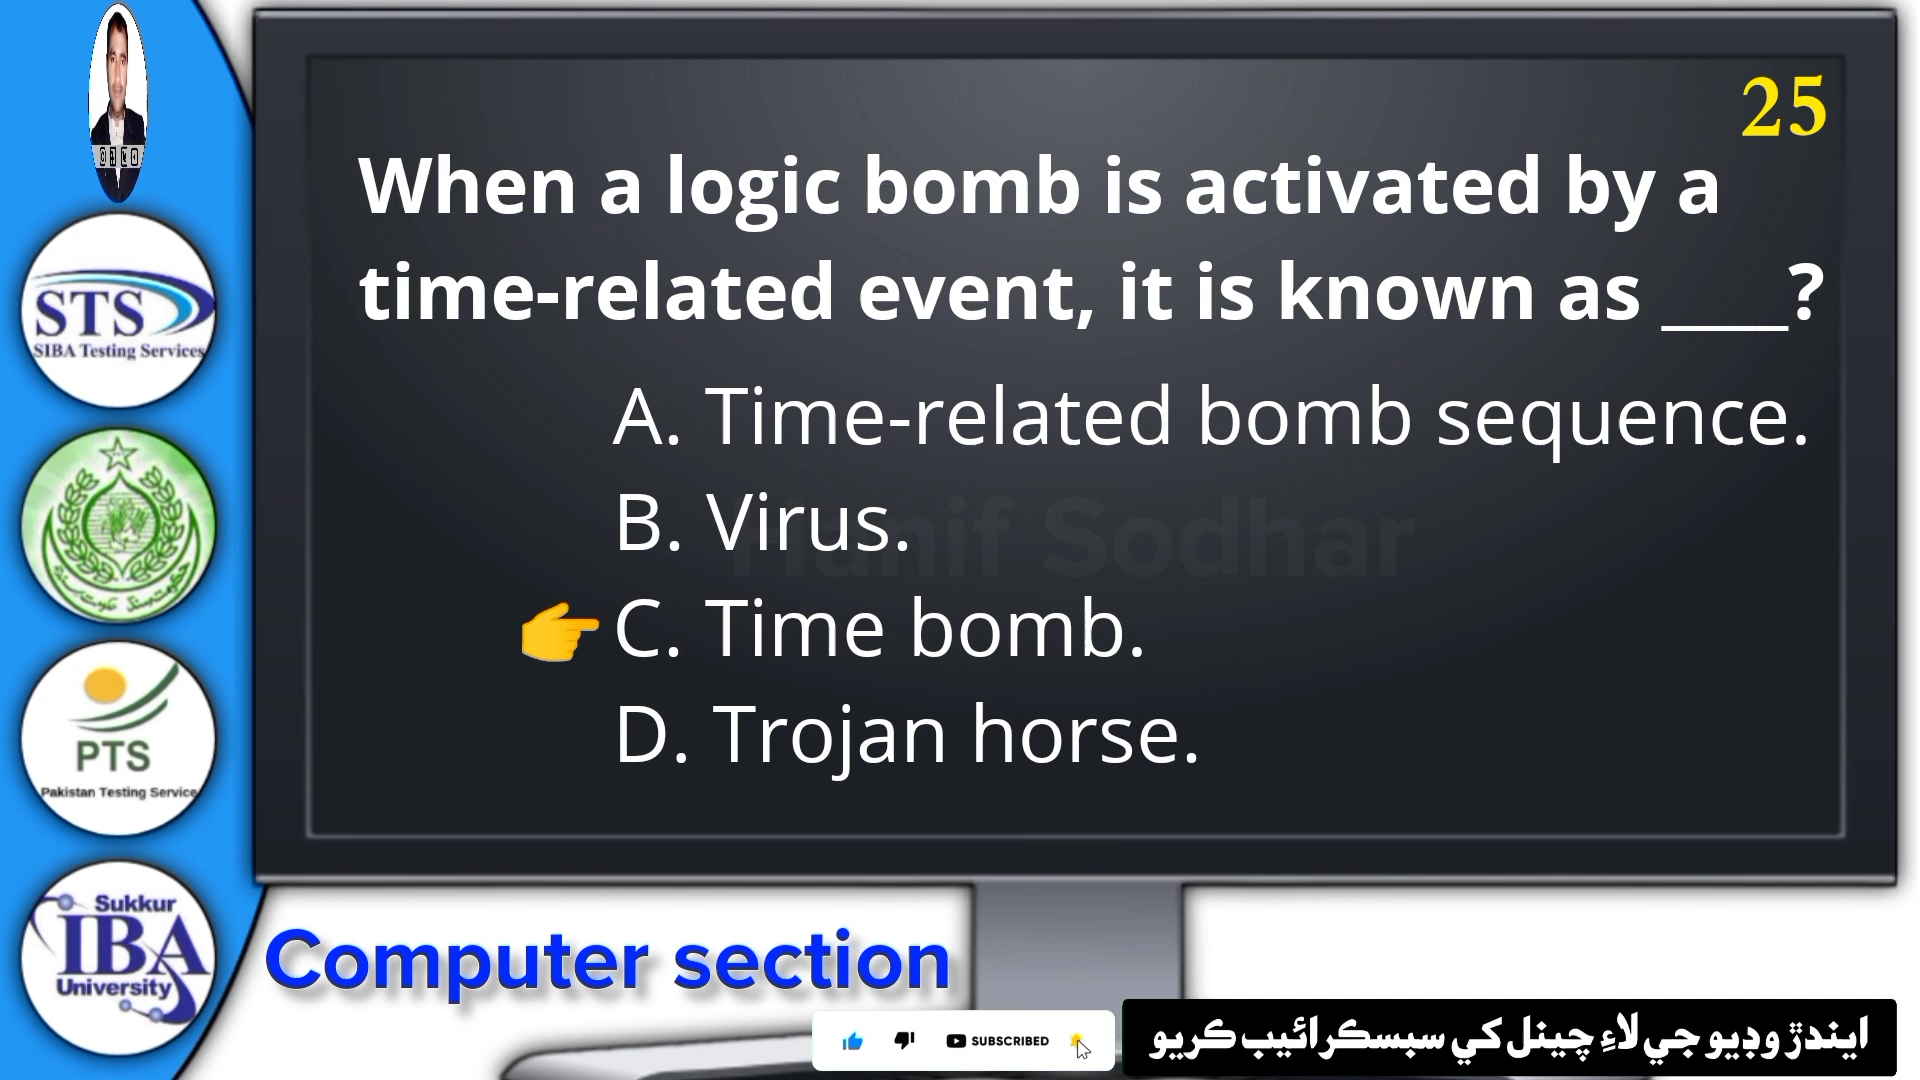 25
When a logic bomb is activated by a
time-related event, it is known as ____?
A. Time-related bomb sequence.
B. Virus.
C. Time bomb.
D. Trojan horse.
Hanif Sodhar
STS
SIBA Testing Services
PTS
Pakistan Testing Service
Sukkur
IBA
University
Computer section
SUBSCRIBED
ايندڙ وڊيو جي لاءِ چينل کي سبسڪرائيب ڪريو